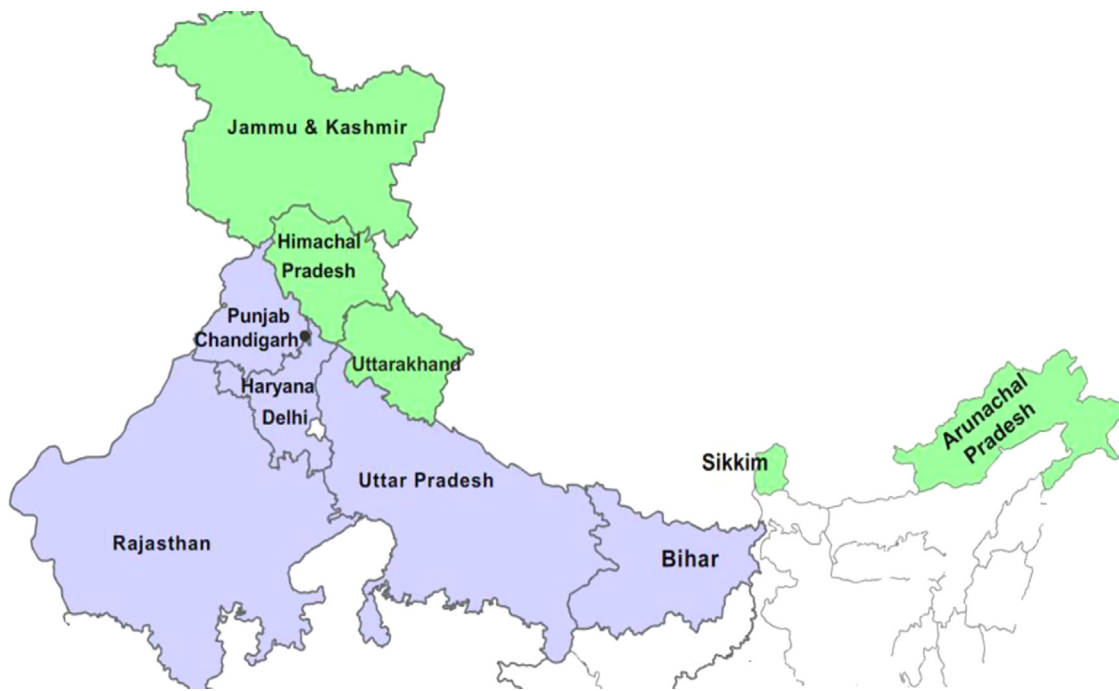 Jammu & Kashmir
Himachal
Pradesh
Punjab
Chandigarh
Uttarakhand
Haryana
Delhi
Arunachal
Pradesh
Sikkim
Uttar Pradesh
Rajasthan
Bihar